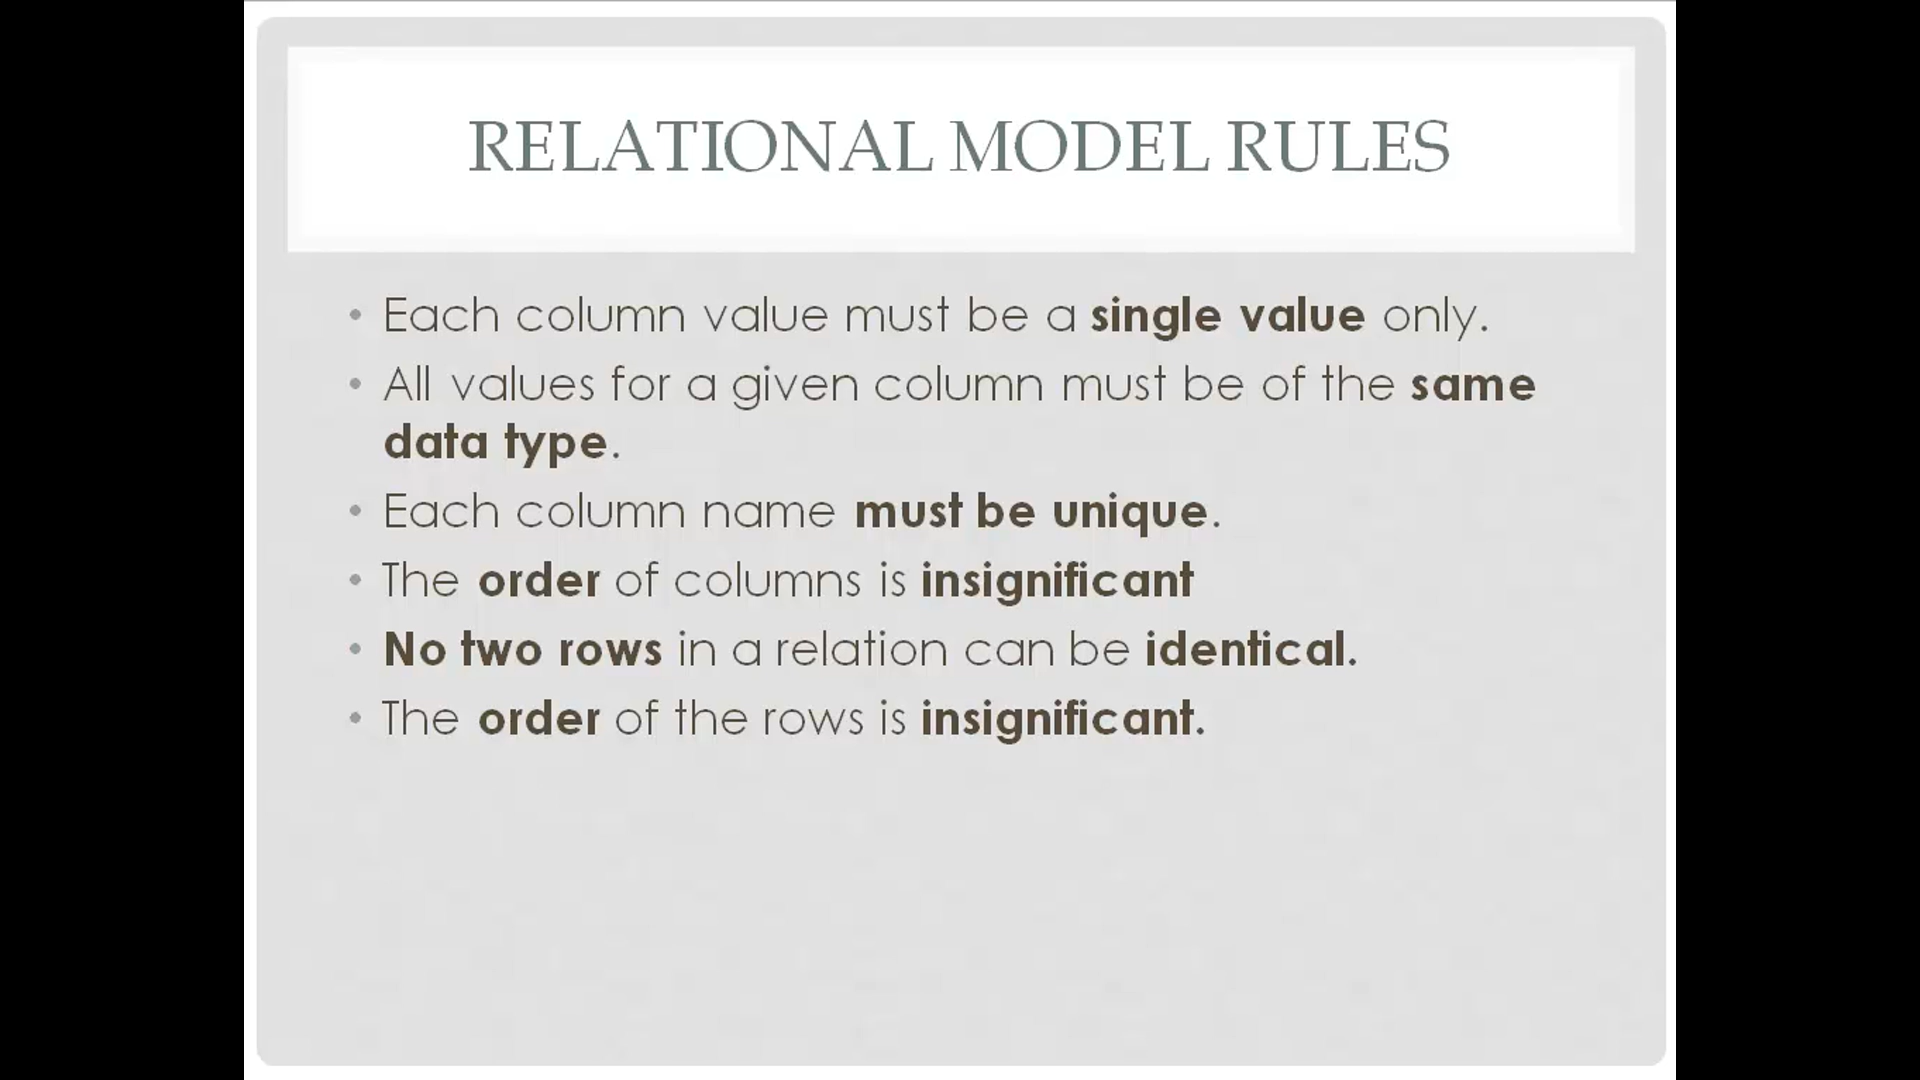 RELATIONAL MODEL RULES
• Each column value must be a single value only.
• All values for a given column must be of the same
data type.
• Each column name must be unique.
• The order of columns is insignificant
• No two rows in a relation can be identical.
• The order of the rows is insignificant.